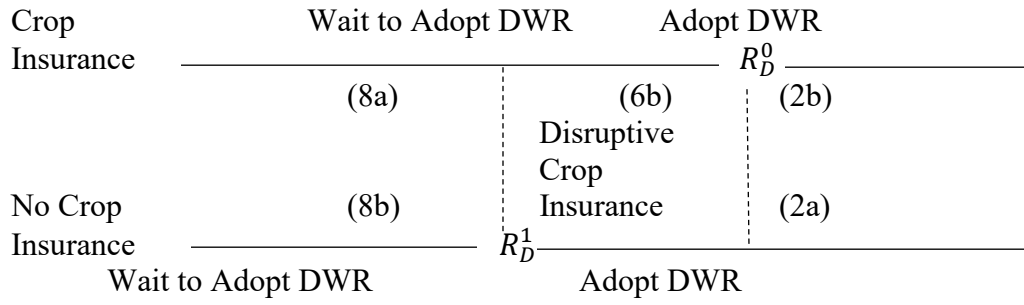 Crop Wait to Adopt DWR Adopt DWR
Insurance R_D^0
(8a) (6b) (2b)
Disruptive
Crop
No Crop (8b) Insurance (2a)
Insurance R_D^1
Wait to Adopt DWR Adopt DWR